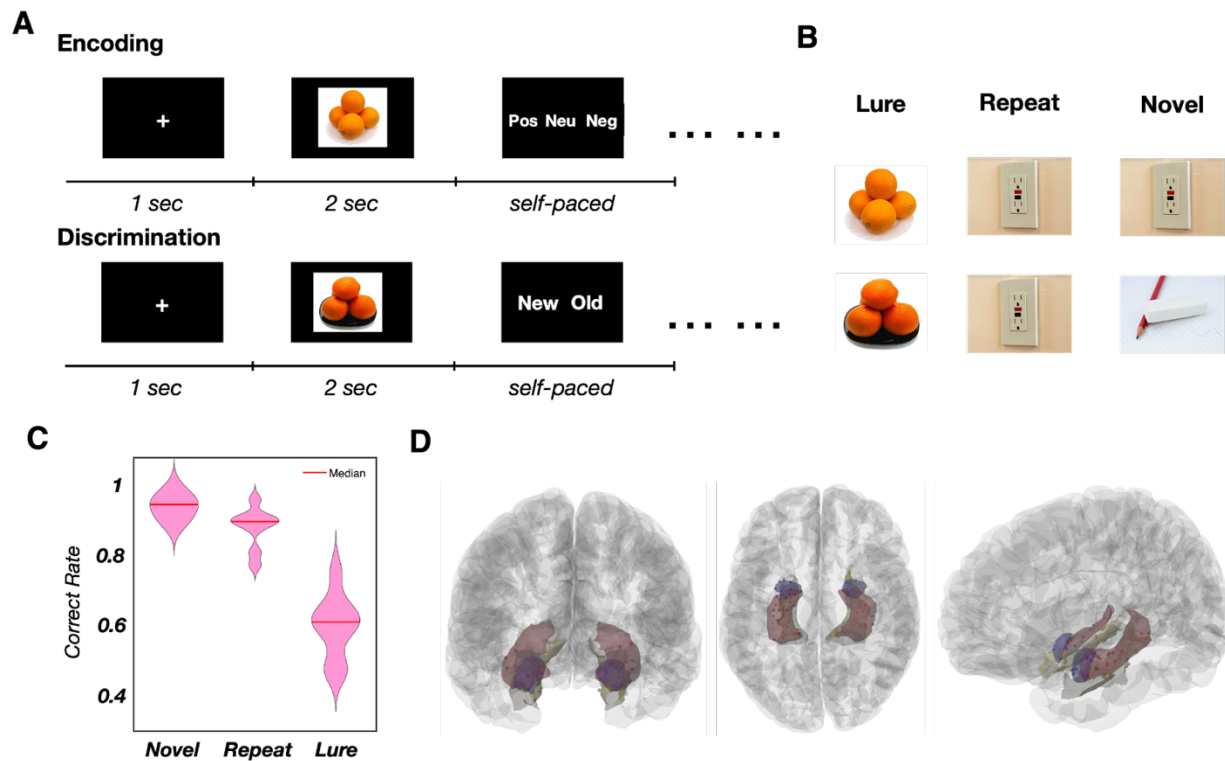 A
Encoding
+
Pos Neu Neg
... ...
1 sec 2 sec self-paced
Discrimination
+
New Old
... ...
1 sec 2 sec self-paced
B
Lure Repeat Novel
C
Median
Correct Rate
1
0.8
0.6
0.4
Novel Repeat Lure
D